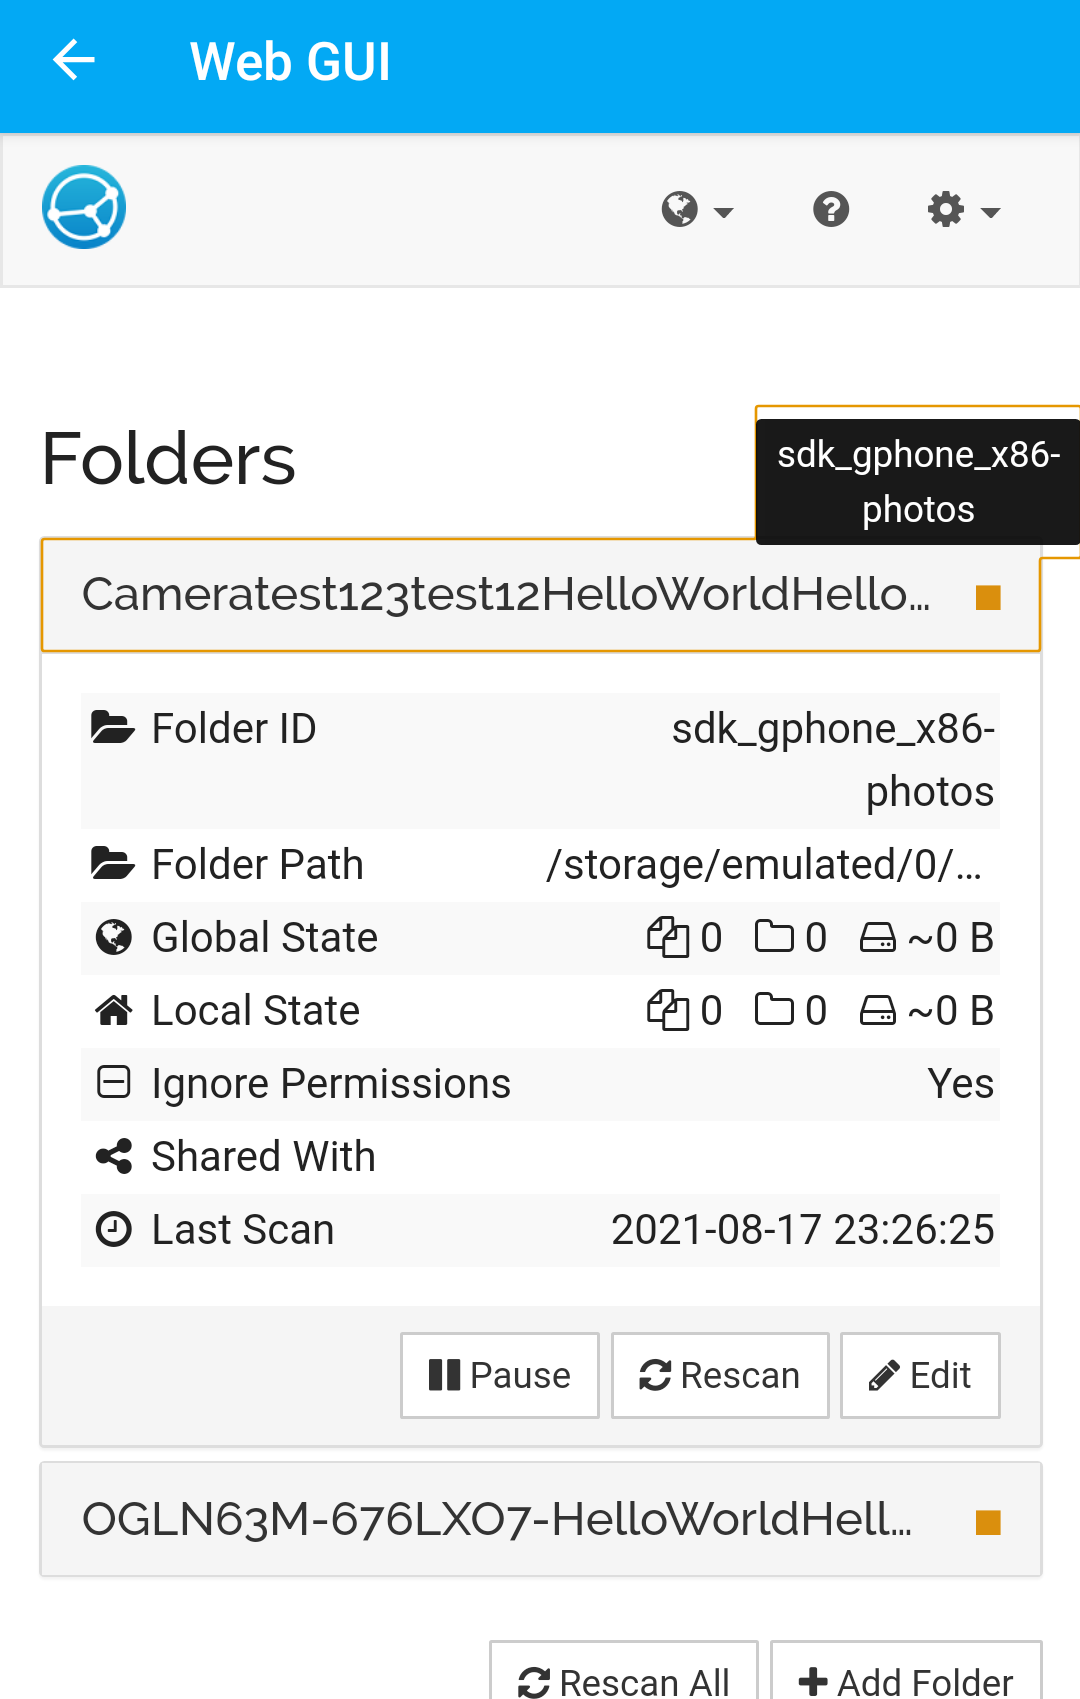 Web GUI
Folders
sdk_gphone_x86-
photos
Cameratest123test12HelloWorldHello...
Folder ID
sdk_gphone_x86-
photos
Folder Path
/storage/emulated/0/...
Global State
0 0 ~0 B
Local State
0 0 ~0 B
Ignore Permissions
Yes
Shared With
Last Scan
2021-08-17 23:26:25
Pause
Rescan
Edit
OGLN63M-676LXO7-HelloWorldHell...
Rescan All
Add Folder